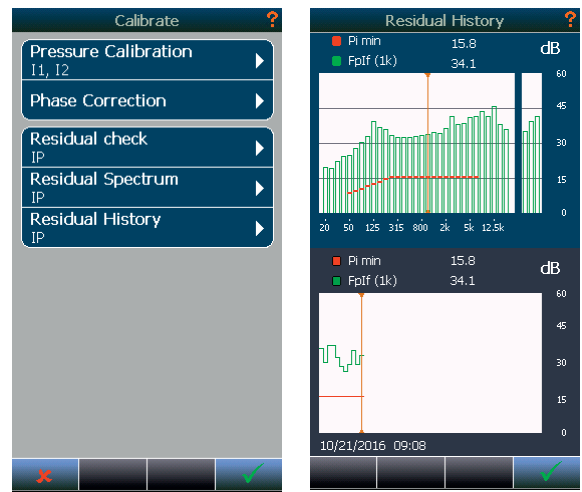 Calibrate
?
Pressure Calibration
I1, I2
Phase Correction
Residual check
IP
Residual Spectrum
IP
Residual History
IP
Residual History
?
Pi min 15.8 dB
FpIf (1k) 34.1
60
45
30
15
0
20 50 125 315 800 2k 5k 12.5k
Pi min 15.8 dB
FpIf (1k) 34.1
60
45
30
15
0
10/21/2016 09:08